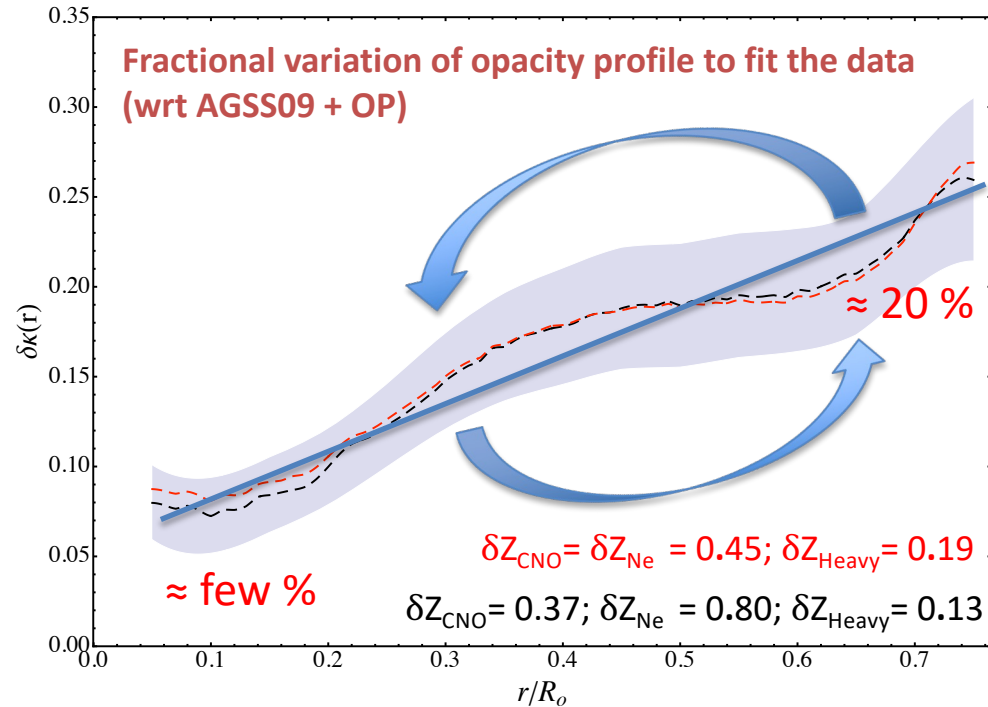 0.35
Fractional variation of opacity profile to fit the data
(wrt AGSS09 + OP)
0.30
0.25
0.20
≈ 20 %
δκ(r)
0.15
0.10
δZCNO= δZNe = 0.45; δZHeavy= 0.19
0.05
≈ few %
δZCNO= 0.37; δZNe = 0.80; δZHeavy= 0.13
0.00
0.0 0.1 0.2 0.3 0.4 0.5 0.6 0.7
r/Ro